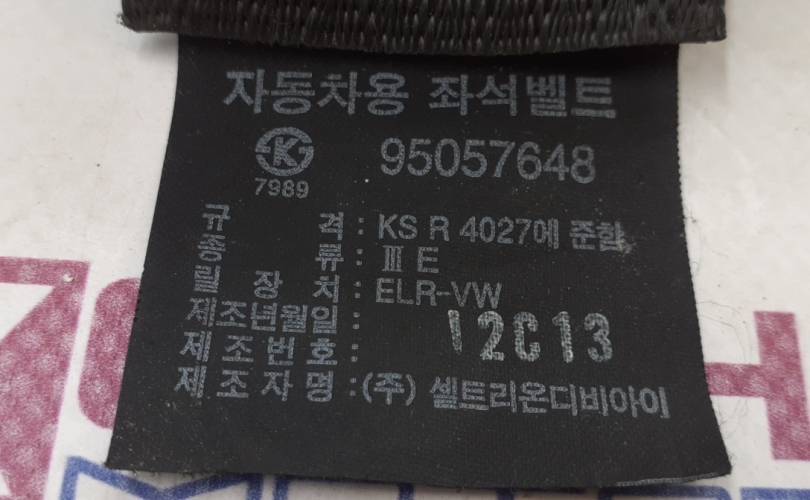 자동차용 좌석벨트
K 95057648
7989
규 격 : KS R 4027에 준함
종 류 : Ⅲ E
릴 장 치 : ELR-VW
제조년월일 :
제 조 번 호 : 12C13
제 조 자 명 : (주) 셀트리온디비아이